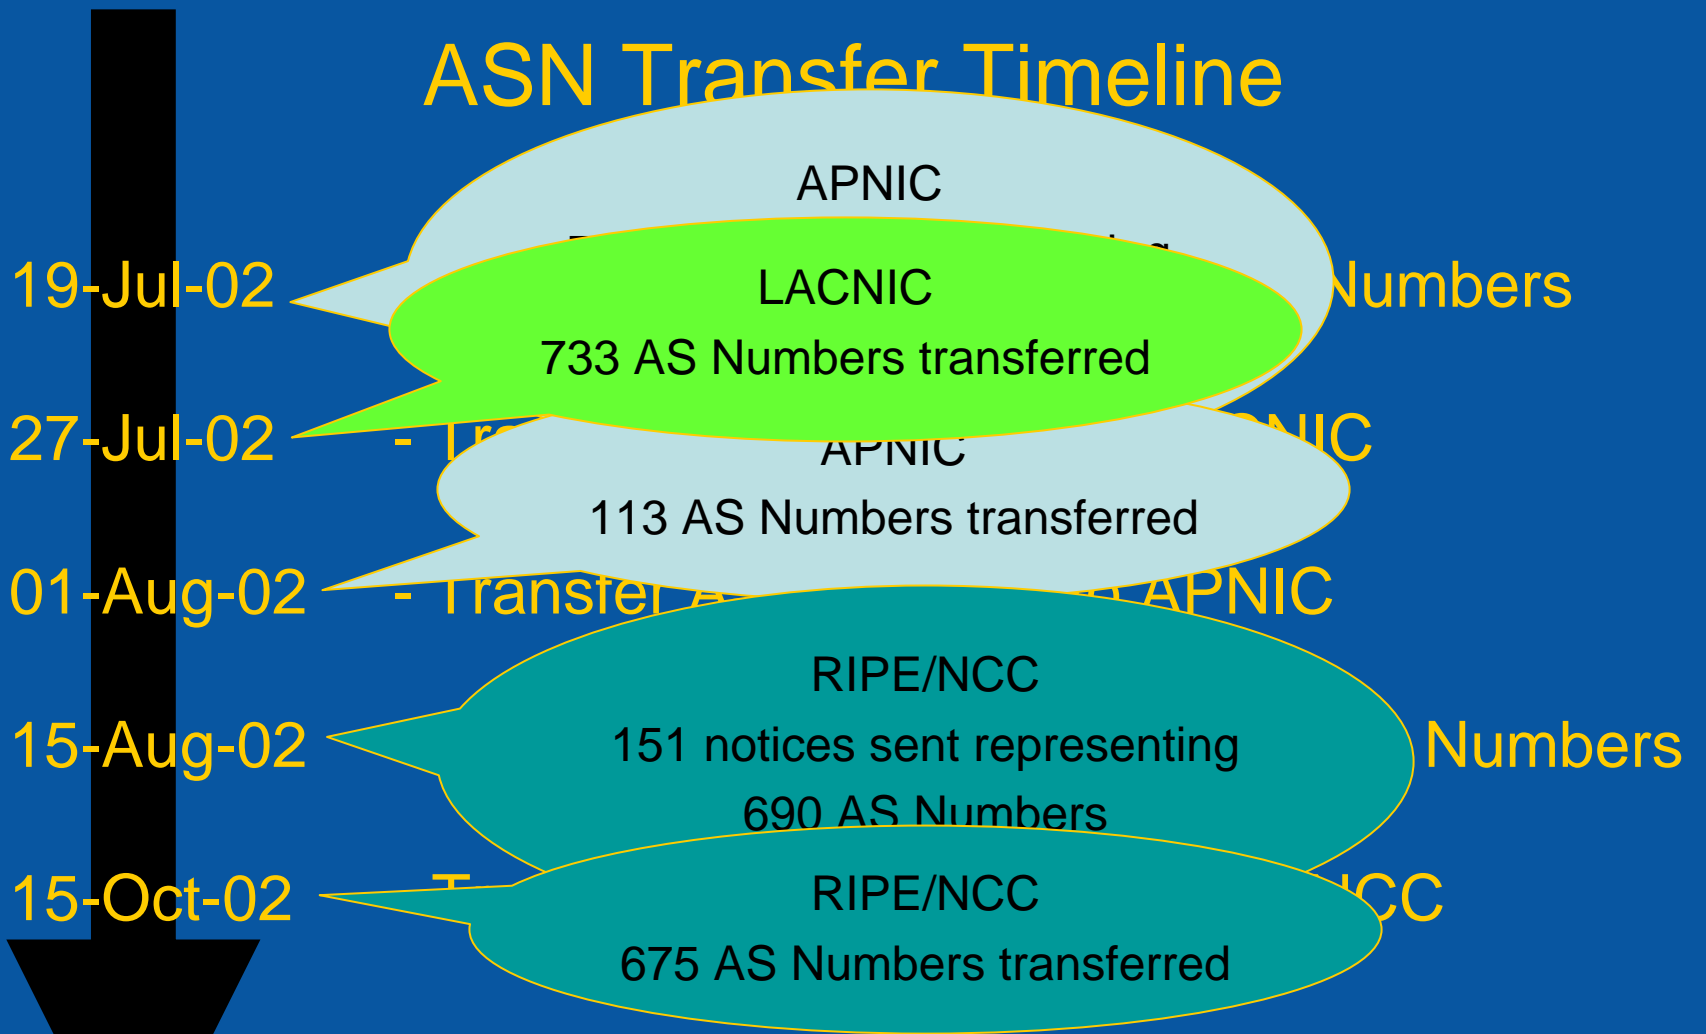 ASN Transfer Timeline
APNIC
19-Jul-02 Numbers
LACNIC
733 AS Numbers transferred
27-Jul-02 -
APNIC
113 AS Numbers transferred
01-Aug-02 - Transfer APNIC
RIPE/NCC
151 notices sent representing
15-Aug-02 Numbers
690 AS Numbers
15-Oct-02
RIPE/NCC
675 AS Numbers transferred